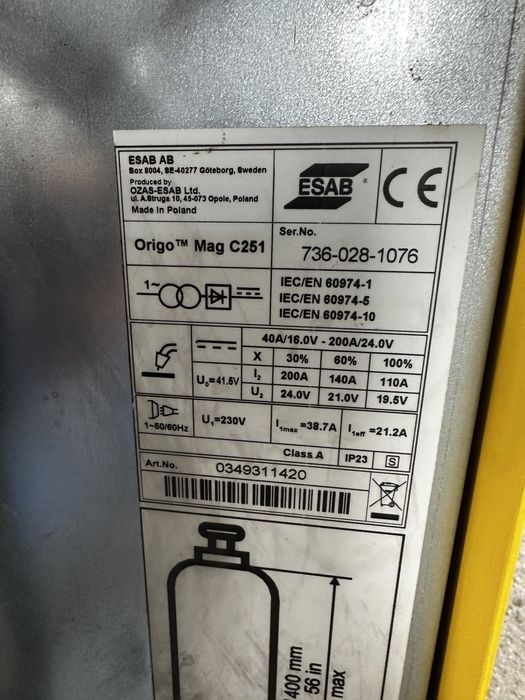 ESAB AB
Box 8004, SE-40277 Göteborg, Sweden
Produced by
OZAS-ESAB Ltd.
ul. A.Struga 10, 45-073 Opole, Poland
Made in Poland
ESAB ®
CE
Origo™ Mag C251
Ser.No.
736-028-1076
1~
IEC/EN 60974-1
IEC/EN 60974-5
IEC/EN 60974-10
40A/16.0V - 200A/24.0V
X 30% 60% 100%
U₀=41.5V
I₂ 200A 140A 110A
U₂ 24.0V 21.0V 19.5V
1~50/60Hz
U₁=230V
I₁max =38.7A
I₁eff =21.2A
Class A
IP23
S
Art.No.
0349311420
400 mm
56 in
max